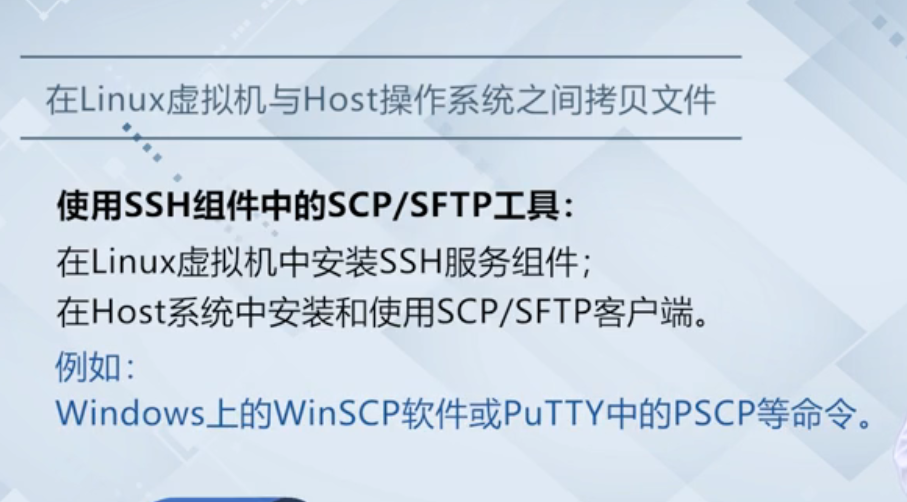 在Linux虚拟机与Host操作系统之间拷贝文件
使用SSH组件中的SCP/SFTP工具：
在Linux虚拟机中安装SSH服务组件；
在Host系统中安装和使用SCP/SFTP客户端。
例如：
Windows上的WinSCP软件或PuTTY中的PSCP等命令。